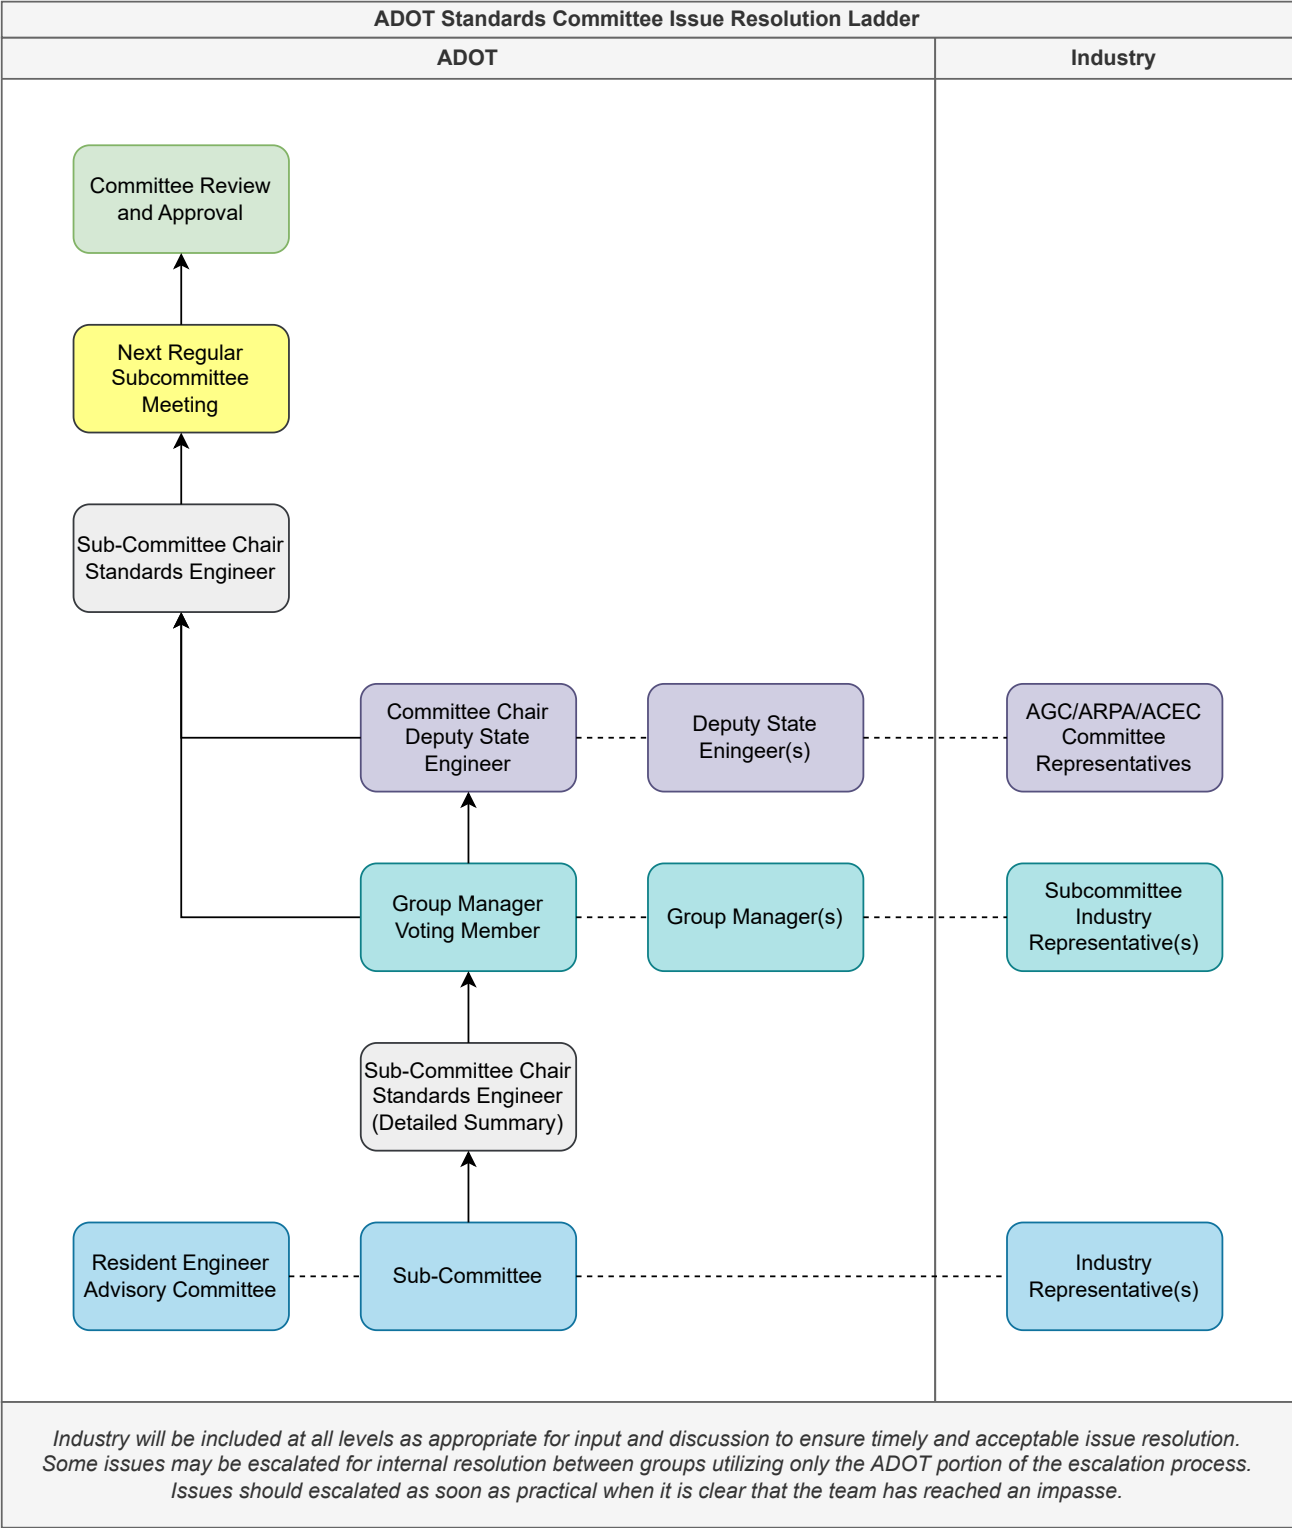 ADOT Standards Committee Issue Resolution Ladder
ADOT
Industry
Committee Review
and Approval
Next Regular
Subcommittee
Meeting
Sub-Committee Chair
Standards Engineer
Committee Chair
Deputy State
Engineer
Deputy State
Eningeer(s)
AGC/ARPA/ACEC
Committee
Representatives
Group Manager
Voting Member
Group Manager(s)
Subcommittee
Industry
Representative(s)
Sub-Committee Chair
Standards Engineer
(Detailed Summary)
Resident Engineer
Advisory Committee
Sub-Committee
Industry
Representative(s)
Industry will be included at all levels as appropriate for input and discussion to ensure timely and acceptable issue resolution.
Some issues may be escalated for internal resolution between groups utilizing only the ADOT portion of the escalation process.
Issues should escalated as soon as practical when it is clear that the team has reached an impasse.